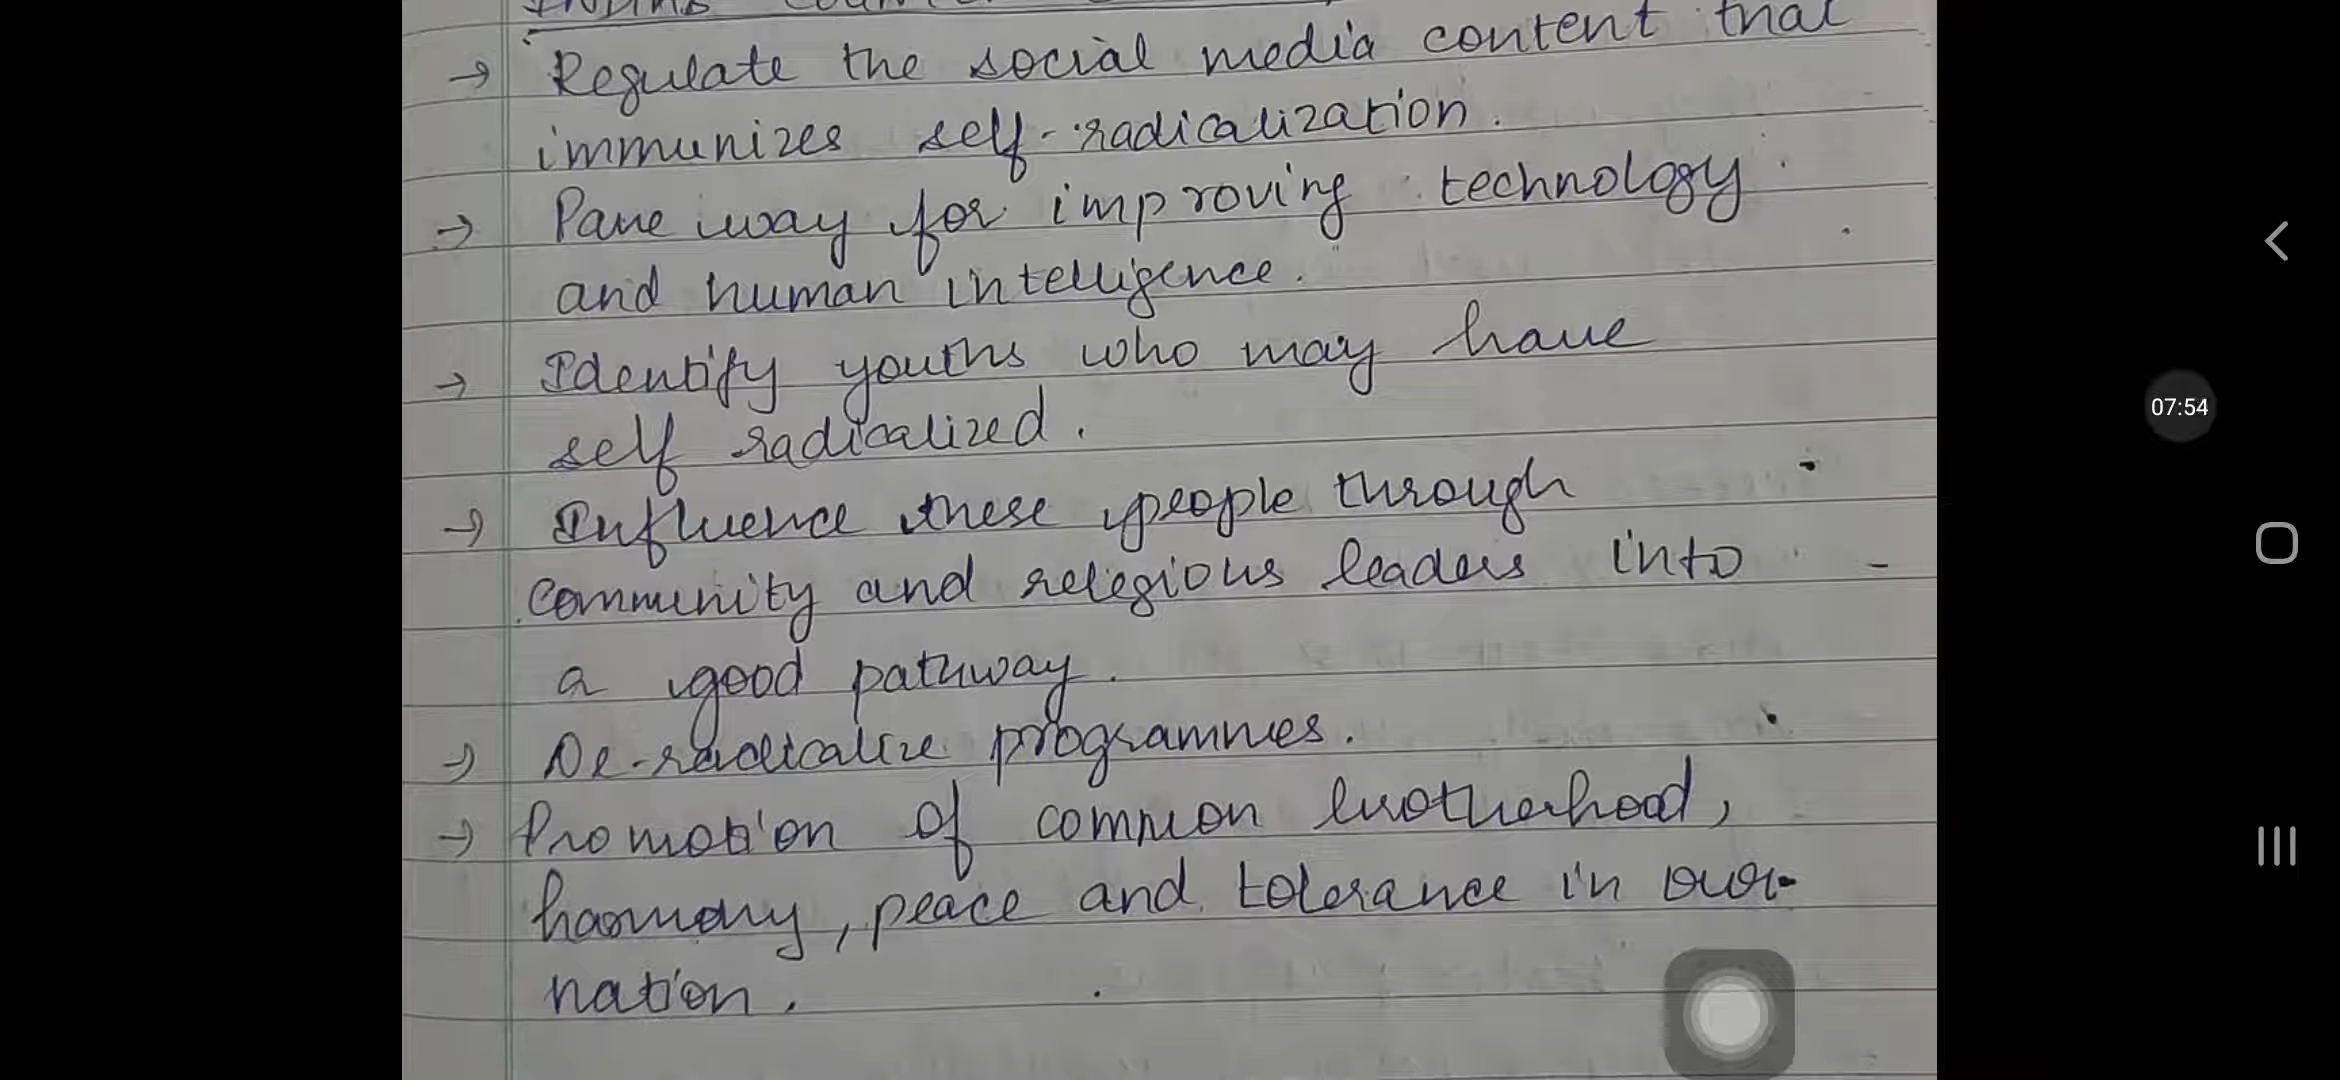 → Regulate the social media content that
immunizes self-radicalization.
→ Pave way for improving technology
and human intelligence.
→ Identify youths who may have
self radicalized.
→ Influence these people through
community and religious leaders into
a good pathway.
→ De-radicalize programmes.
→ Promotion of common brotherhood,
harmony, peace and tolerance in our
nation.
07:54